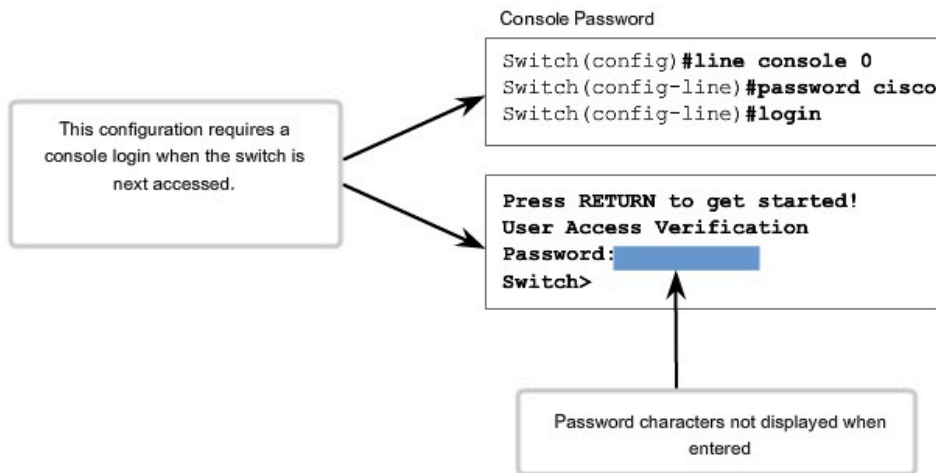 Console Password
Switch(config)#line console 0
Switch(config-line)#password cisco
Switch(config-line)#login
This configuration requires a
console login when the switch is
next accessed.
Press RETURN to get started!
User Access Verification
Password:
Switch>
Password characters not displayed when
entered